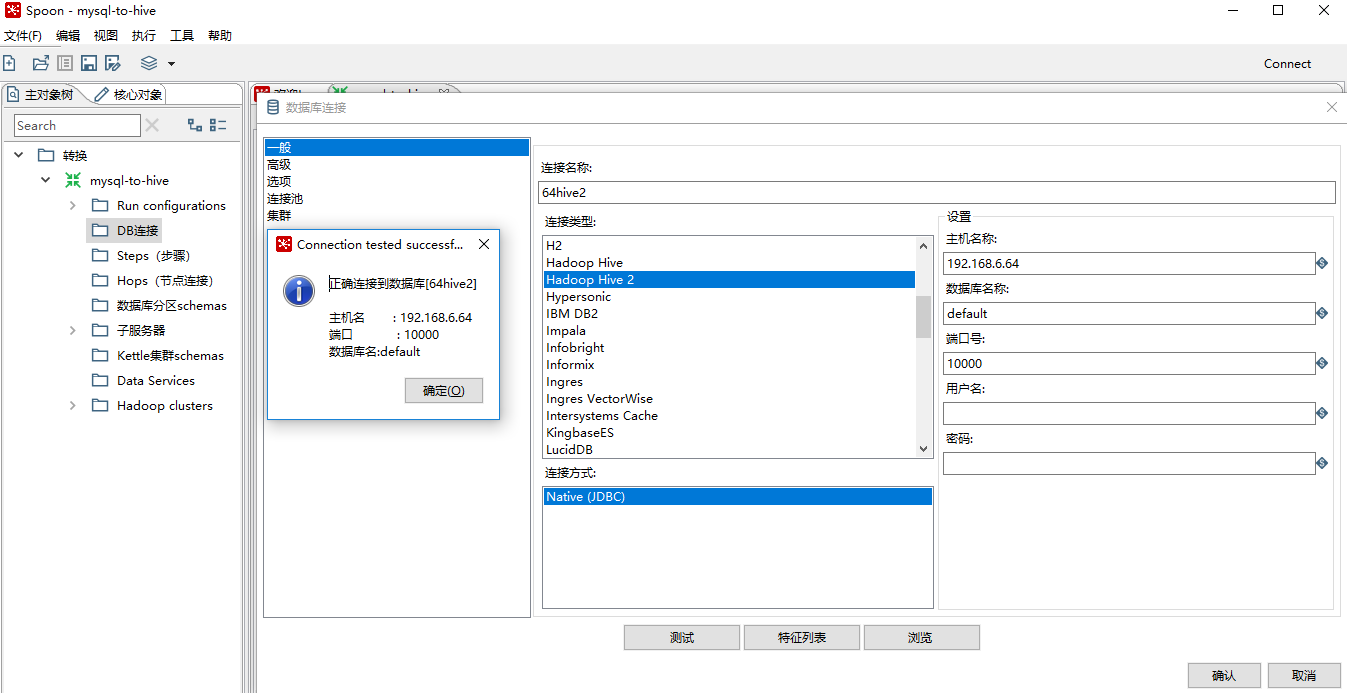 Spoon - mysql-to-hive
文件(F) 编辑 视图 执行 工具 帮助
Connect
主对象树 核心对象
Search
转换
mysql-to-hive
Run configurations
DB连接
Steps（步骤）
Hops（节点连接）
数据库分区schemas
子服务器
Kettle集群schemas
Data Services
Hadoop clusters
数据库连接
一般
高级
选项
连接池
集群
Connection tested successf...
正确连接到数据库[64hive2]
主机名 : 192.168.6.64
端口 : 10000
数据库名:default
确定(O)
连接名称:
64hive2
连接类型:
H2
Hadoop Hive
Hadoop Hive 2
Hypersonic
IBM DB2
Impala
Infobright
Informix
Ingres
Ingres VectorWise
Intersystems Cache
KingbaseES
LucidDB
连接方式:
Native (JDBC)
设置
主机名称:
192.168.6.64
数据库名称:
default
端口号:
10000
用户名:
密码:
测试 特征列表 浏览
确认 取消